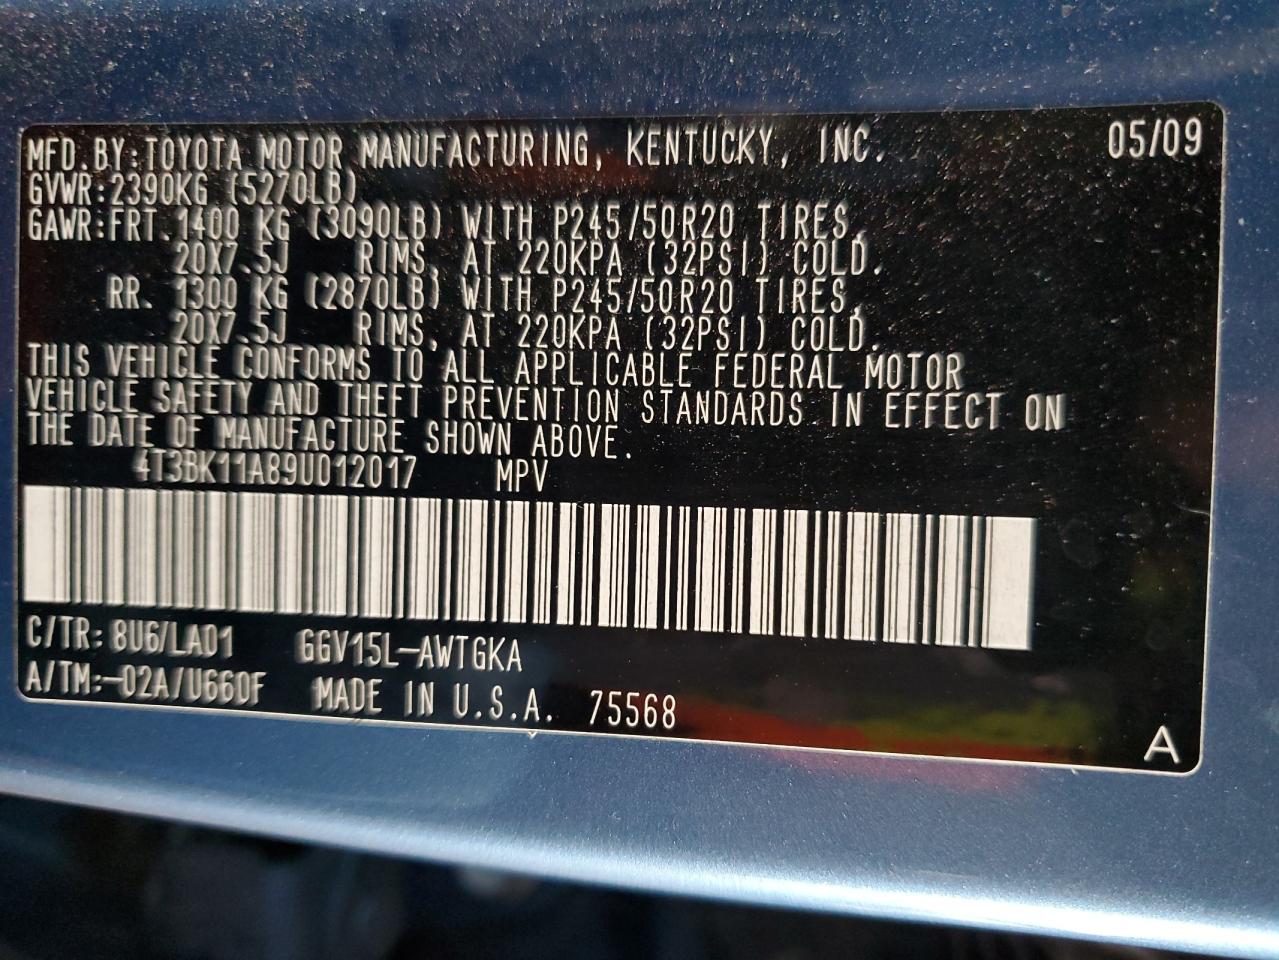 MFD.BY:TOYOTA MOTOR MANUFACTURING, KENTUCKY, INC. 05/09
GVWR:2390KG (5270LB)
GAWR:FRT.1400 KG (3090LB) WITH P245/50R20 TIRES,
20X7.5J RIMS, AT 220KPA (32PSI) COLD.
RR. 1300 KG (2870LB) WITH P245/50R20 TIRES,
20X7.5J RIMS, AT 220KPA (32PSI) COLD.
THIS VEHICLE CONFORMS TO ALL APPLICABLE FEDERAL MOTOR
VEHICLE SAFETY AND THEFT PREVENTION STANDARDS IN EFFECT ON
THE DATE OF MANUFACTURE SHOWN ABOVE.
4T3BK11A89U012017 MPV
C/TR:8U6/LA01 GGV15L-AWTGKA
A/TM:-02A/U660F MADE IN U.S.A. 75568
A